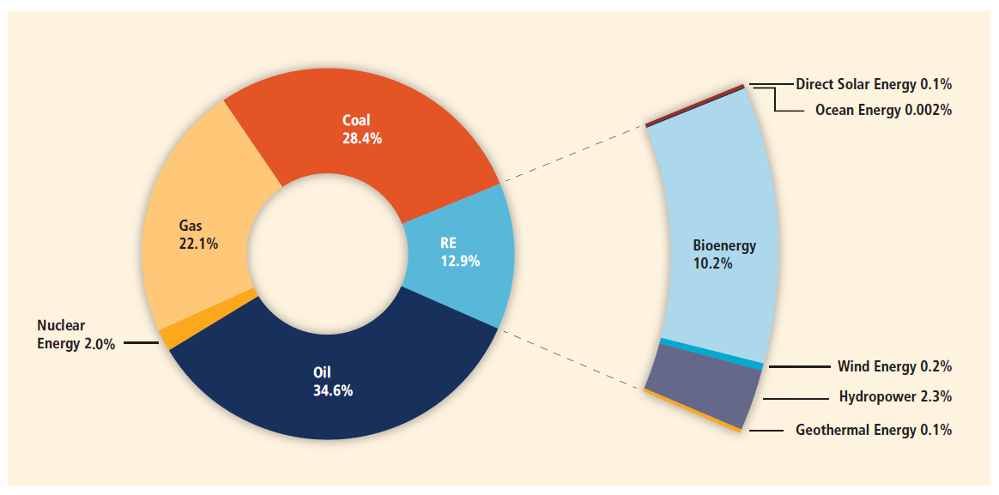 Coal
28.4%
Gas
22.1%
RE
12.9%
Nuclear
Energy 2.0%
Oil
34.6%
Direct Solar Energy 0.1%
Ocean Energy 0.002%
Bioenergy
10.2%
Wind Energy 0.2%
Hydropower 2.3%
Geothermal Energy 0.1%